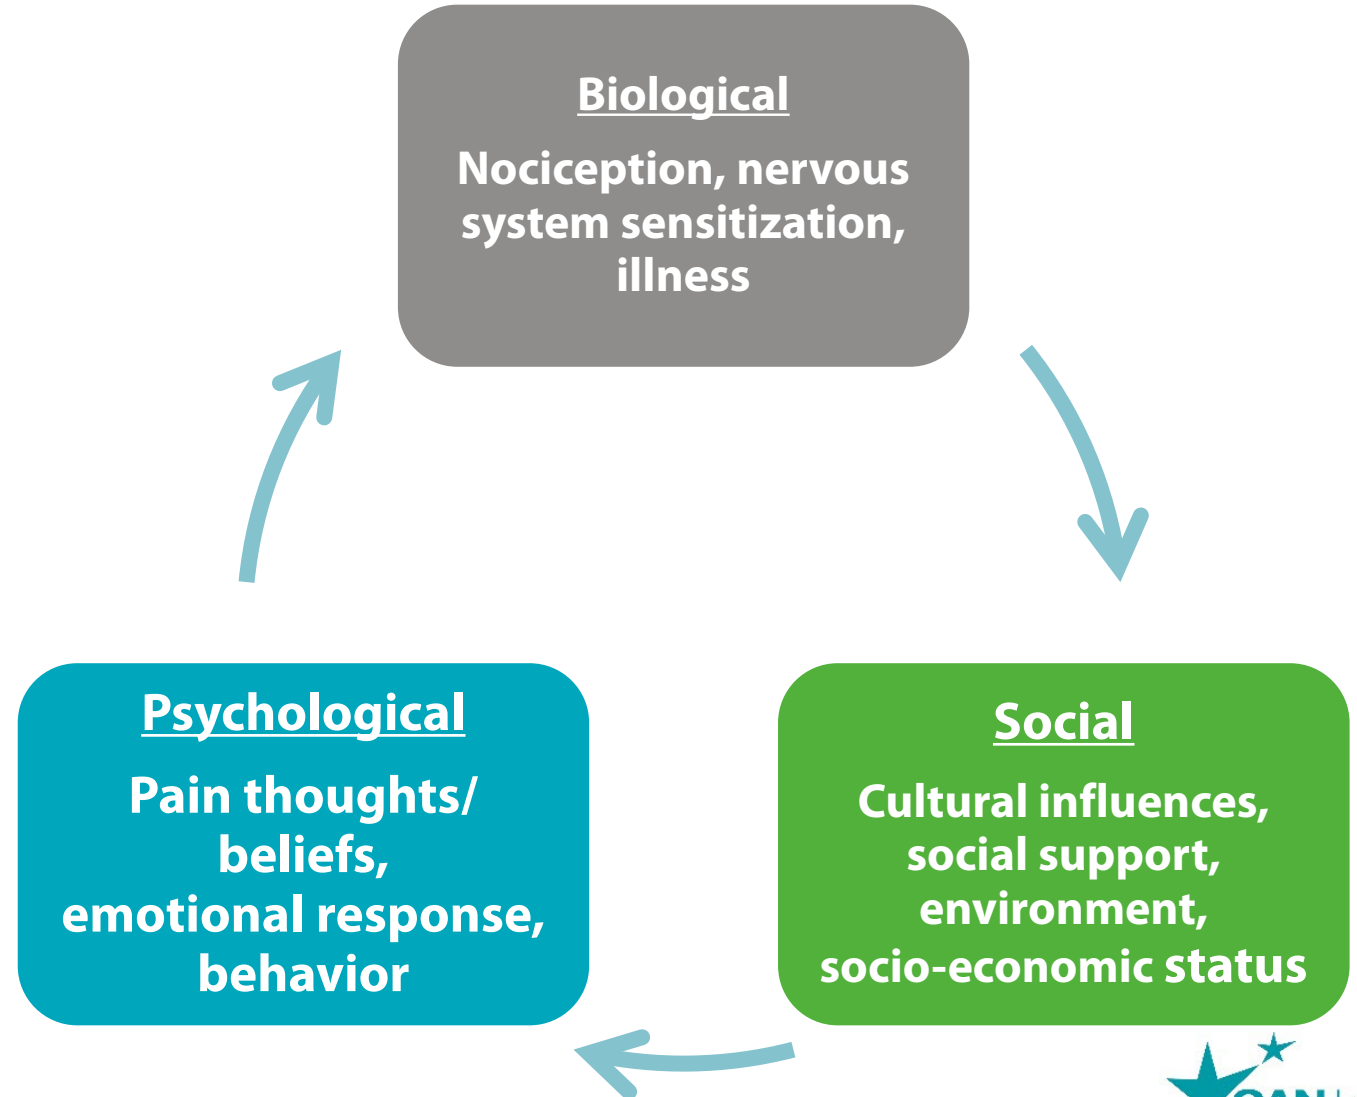 Biological
Nociception, nervous
system sensitization,
illness
Psychological
Pain thoughts/
beliefs,
emotional response,
behavior
Social
Cultural influences,
social support,
environment,
socio-economic status